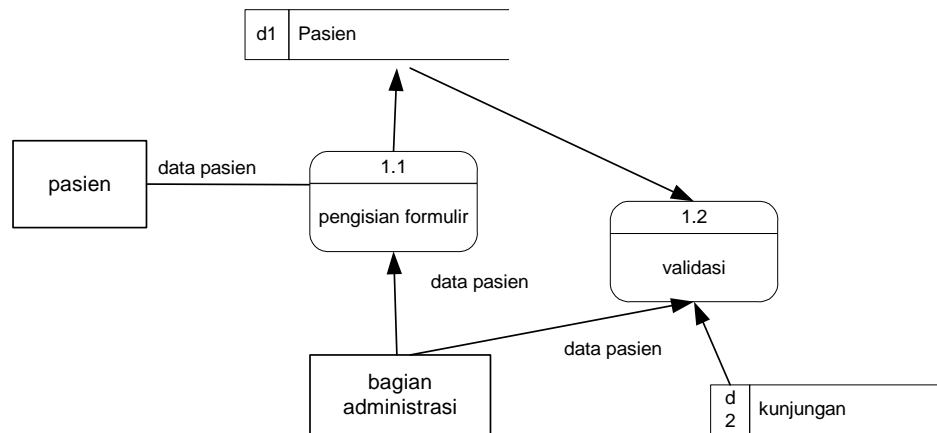 d1 Pasien
pasien
data pasien
1.1
pengisian formulir
1.2
validasi
data pasien
data pasien
bagian
administrasi
d
2
kunjungan